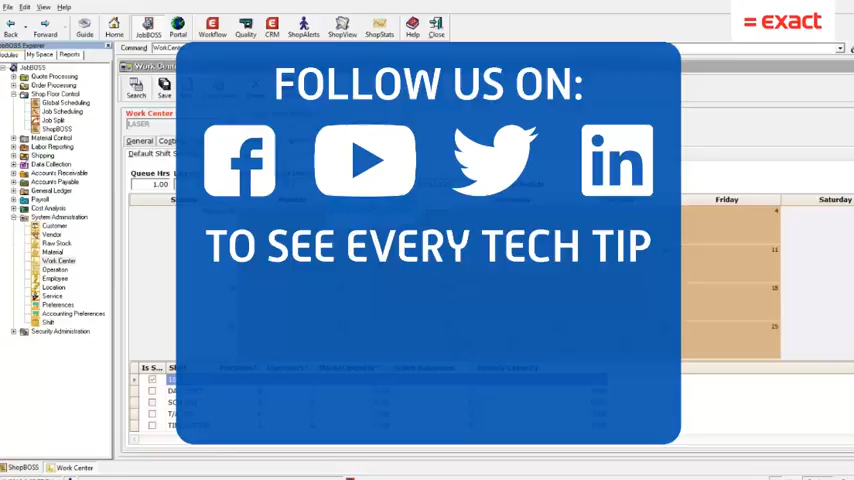 File Edit View Help
= exact
Back Forward Home JobBOSS Portal Workflow Quality CRM ShopAlerts ShopView ShopStats Help Close
Guide
JobBOSS Explorer
Command
Modules My Space Reports
Work Cen
FOLLOW US ON:
JobBOSS
Quote Processing
Order Processing
Shop Floor Control
Global Scheduling
Job Scheduling
Job Split
ShopBOSS
Material Control
Labor Reporting
Shipping
Data Collection
Accounts Receivable
Accounts Payable
General Ledger
Payroll
Cost Analysis
System Administration
Customer
Vendor
Raw Stock
Material
Work Center
Operation
Employee
Location
Service
Preferences
Accounting Preferences
Shift
Security Administration
Search Save
Work Center
LASER
General Costing
Default Shift S
Queue Hrs
1.00
f
in
TO SEE EVERY TECH TIP
Friday Saturday
4
11
18
25
Is S...
ShopBOSS Work Center